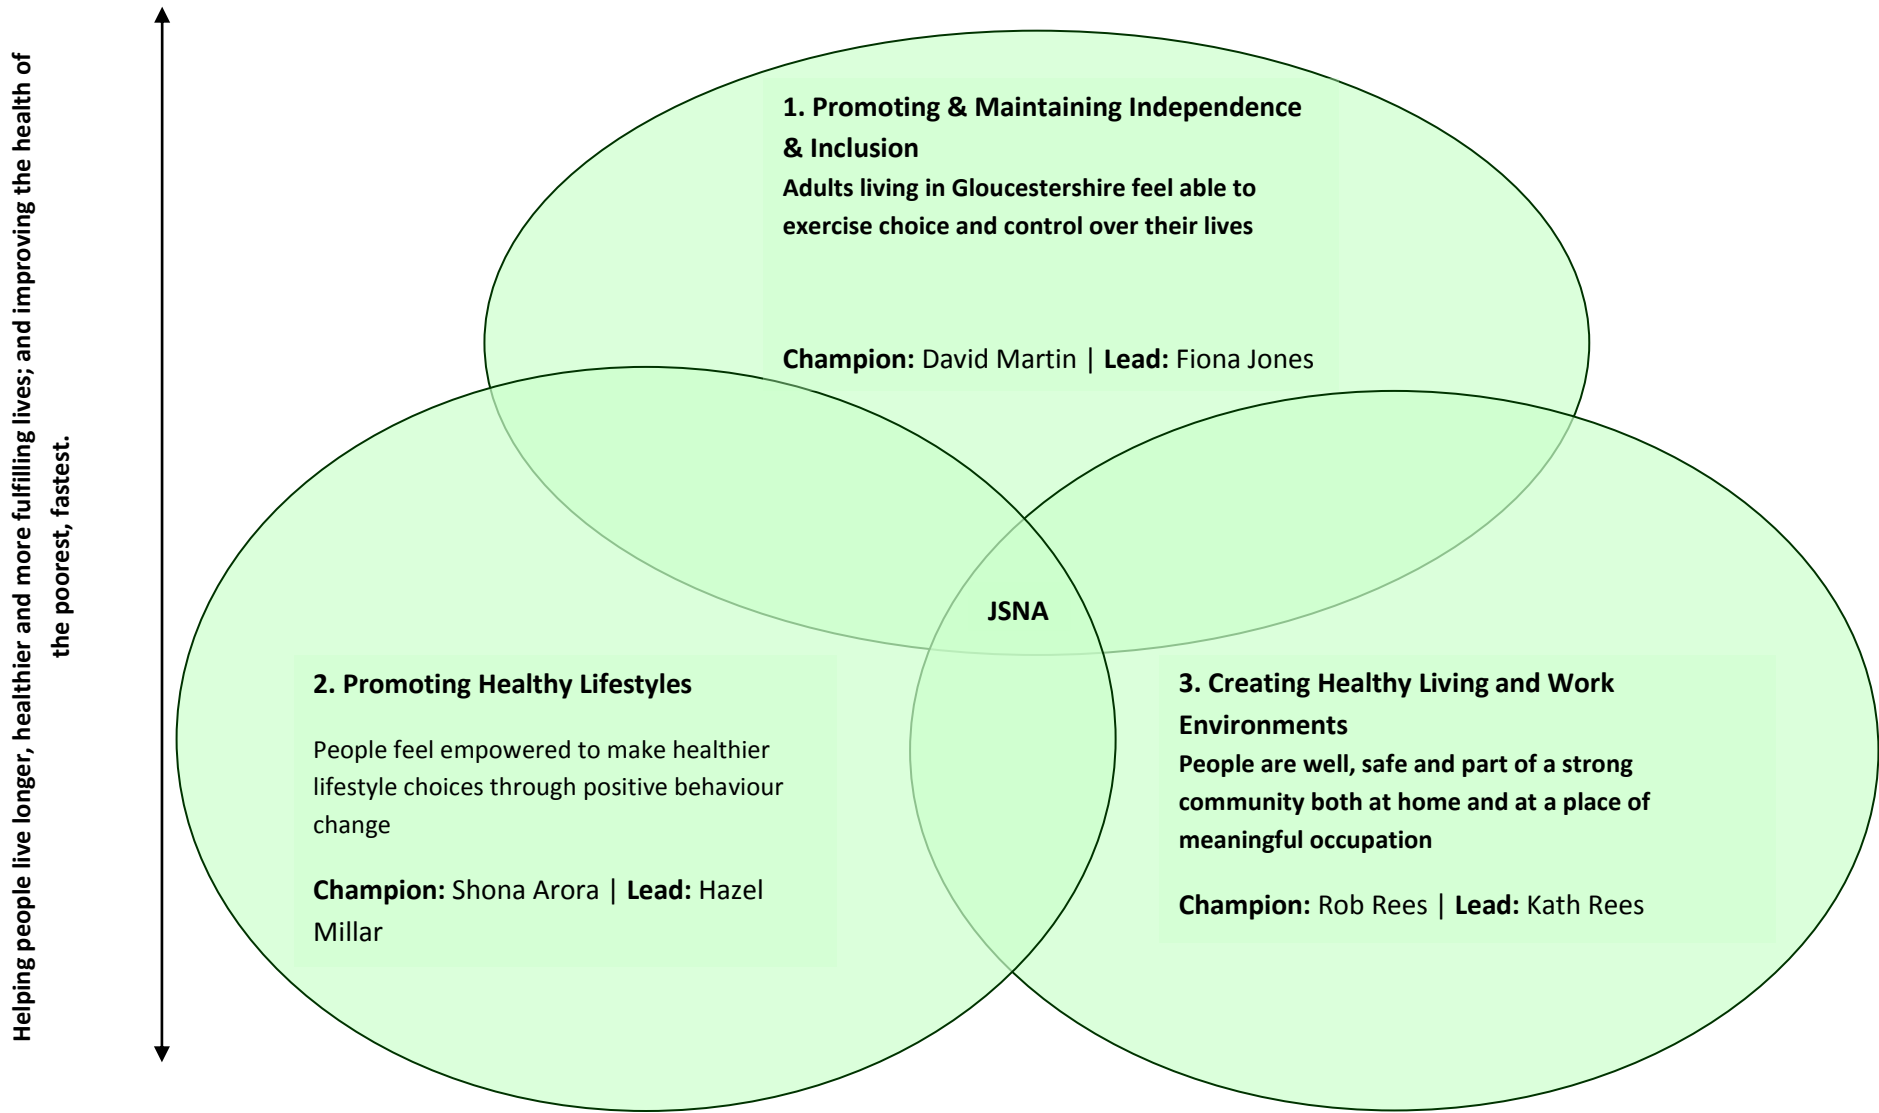 Helping people live longer, healthier and more fulfilling lives; and improving the health of
the poorest, fastest.
1. Promoting & Maintaining Independence
& Inclusion
Adults living in Gloucestershire feel able to
exercise choice and control over their lives
Champion: David Martin | Lead: Fiona Jones
JSNA
2. Promoting Healthy Lifestyles
People feel empowered to make healthier
lifestyle choices through positive behaviour
change
Champion: Shona Arora | Lead: Hazel
Millar
3. Creating Healthy Living and Work
Environments
People are well, safe and part of a strong
community both at home and at a place of
meaningful occupation
Champion: Rob Rees | Lead: Kath Rees